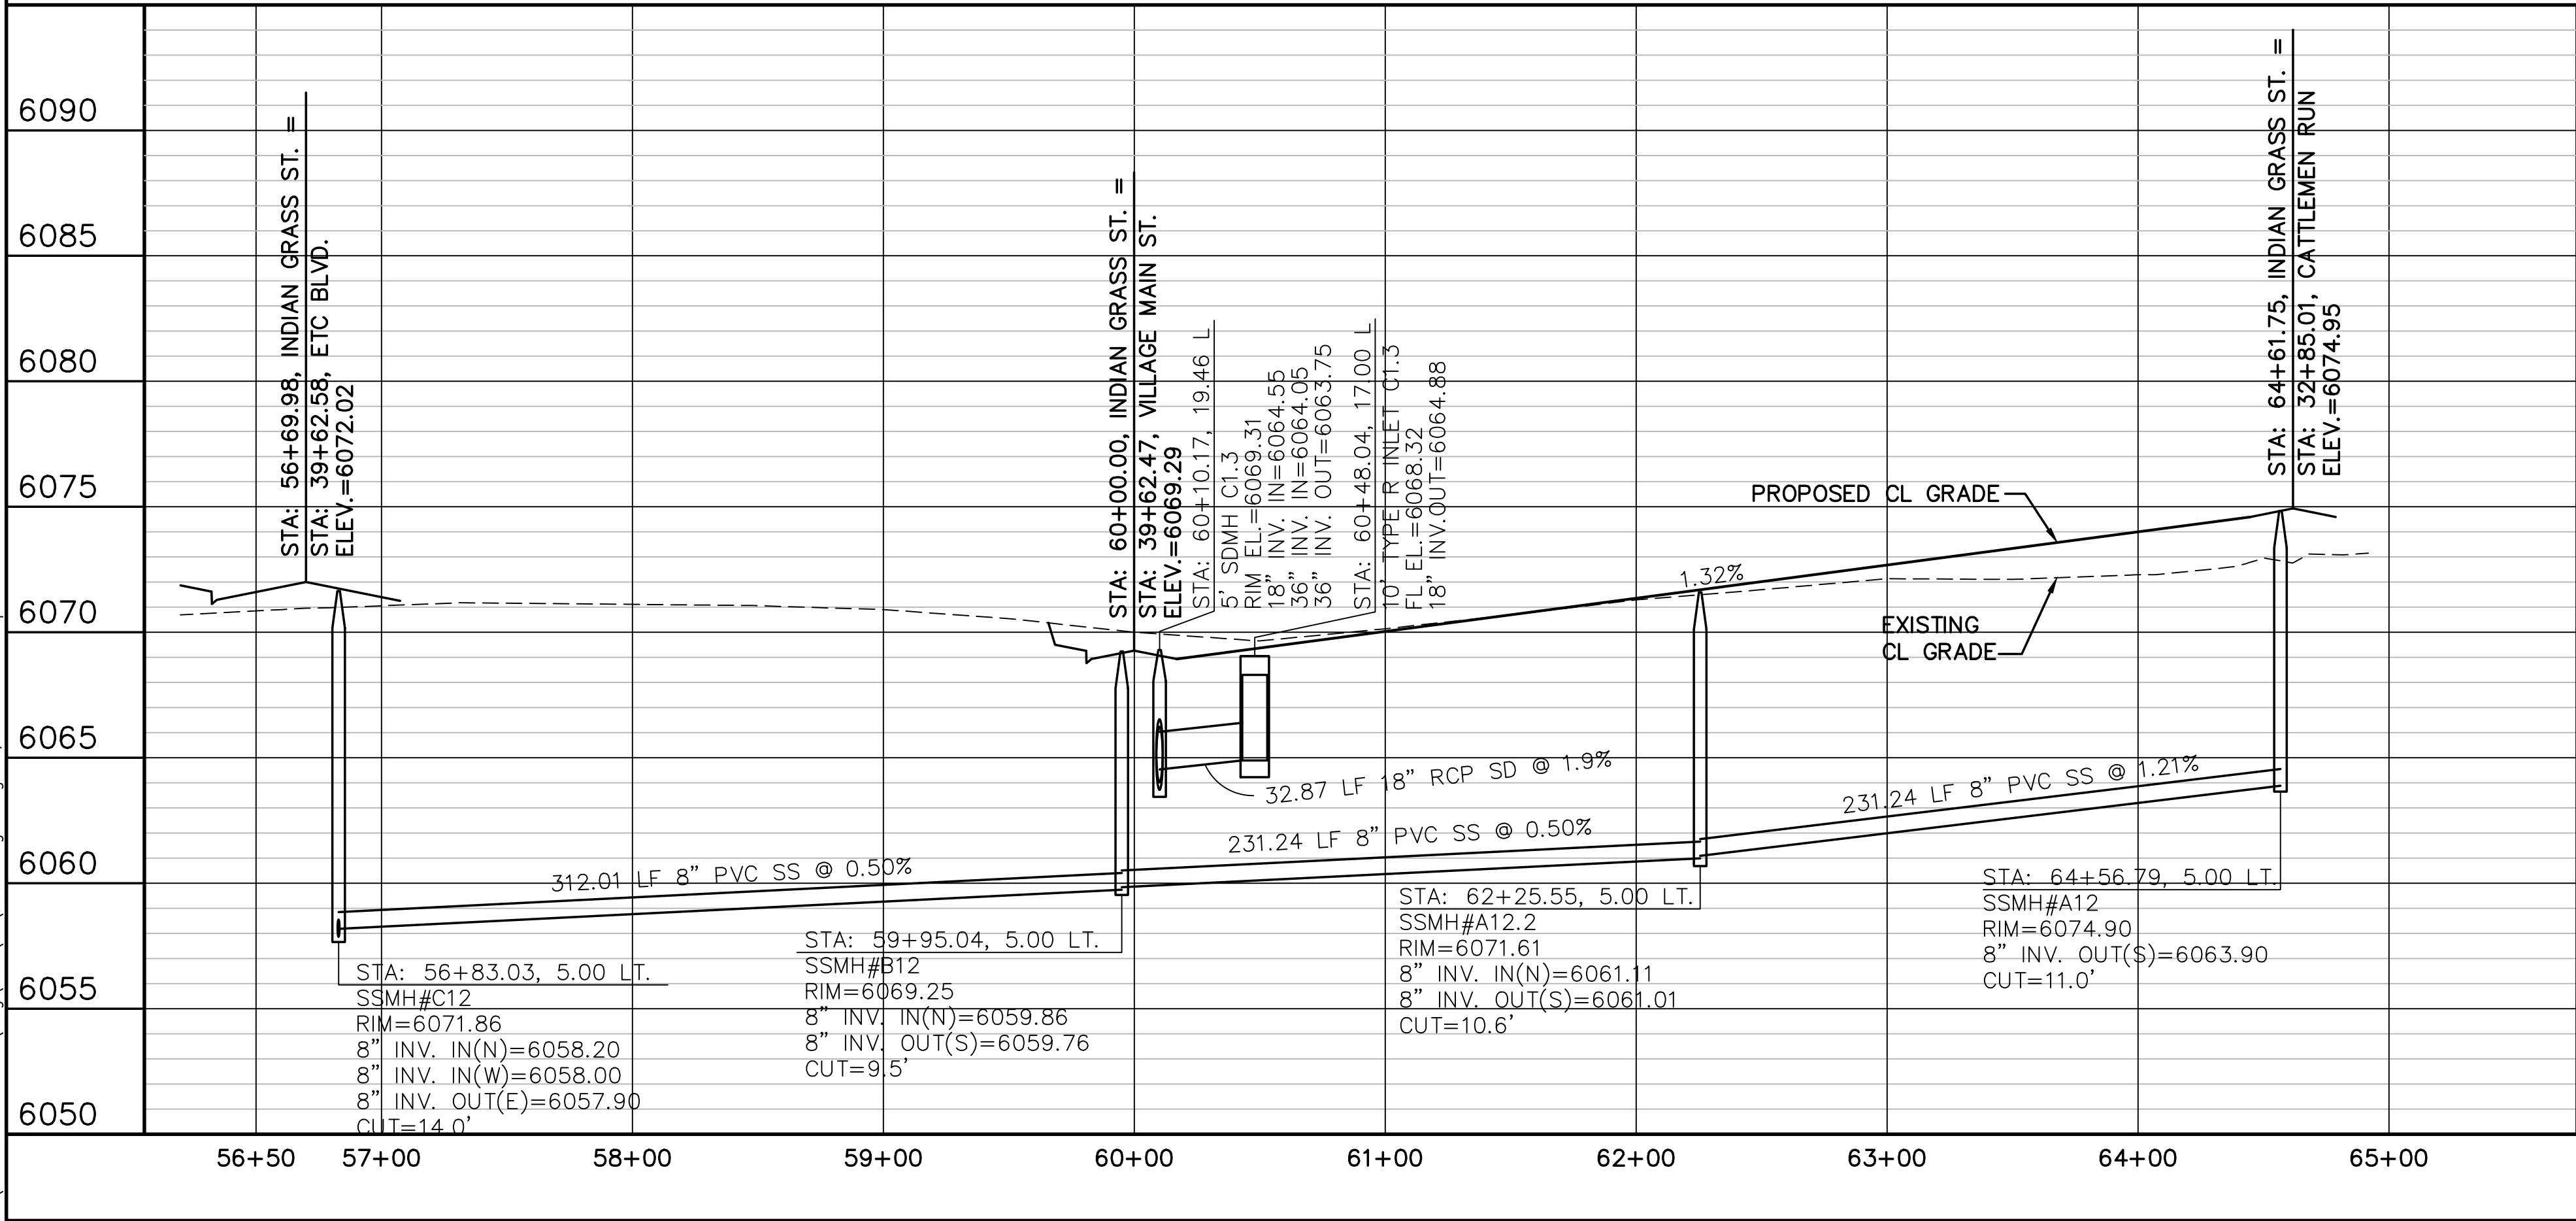 6090
6085
6080
6075
6070
6065
6060
6055
6050
STA: 56+69.98, INDIAN GRASS ST. =
STA: 39+62.58, ETC BLVD.
ELEV.=6072.02
STA: 60+00.00, INDIAN GRASS ST. =
STA: 39+62.47, VILLAGE MAIN ST.
ELEV.=6069.29
STA: 60+10.17, 19.46 L
5' SDMH C1.3
RIM EL.=6069.31
18" INV. IN=6064.55
36" INV. IN=6064.05
36" INV. OUT=6063.75
STA: 60+48.04, 17.00 L
10' TYPE R INLET C1.3
FL. EL.=6068.32
18" INV.OUT=6064.88
STA: 64+61.75, INDIAN GRASS ST. =
STA: 32+85.01, CATTLEMEN RUN
ELEV.=6074.95
PROPOSED CL GRADE
1.32%
EXISTING
CL GRADE
32.87 LF 18" RCP SD @ 1.9%
312.01 LF 8" PVC SS @ 0.50%
231.24 LF 8" PVC SS @ 0.50%
231.24 LF 8" PVC SS @ 1.21%
STA: 56+83.03, 5.00 LT.
SSMH#C12
RIM=6071.86
8" INV. IN(N)=6058.20
8" INV. IN(W)=6058.00
8" INV. OUT(E)=6057.90
CUT=14.0'
STA: 59+95.04, 5.00 LT.
SSMH#B12
RIM=6069.25
8" INV. IN(N)=6059.86
8" INV. OUT(S)=6059.76
CUT=9.5'
STA: 62+25.55, 5.00 LT.
SSMH#A12.2
RIM=6071.61
8" INV. IN(N)=6061.11
8" INV. OUT(S)=6061.01
CUT=10.6'
STA: 64+56.79, 5.00 LT.
SSMH#A12
RIM=6074.90
8" INV. OUT(S)=6063.90
CUT=11.0'
56+50 57+00 58+00 59+00 60+00 61+00 62+00 63+00 64+00 65+00